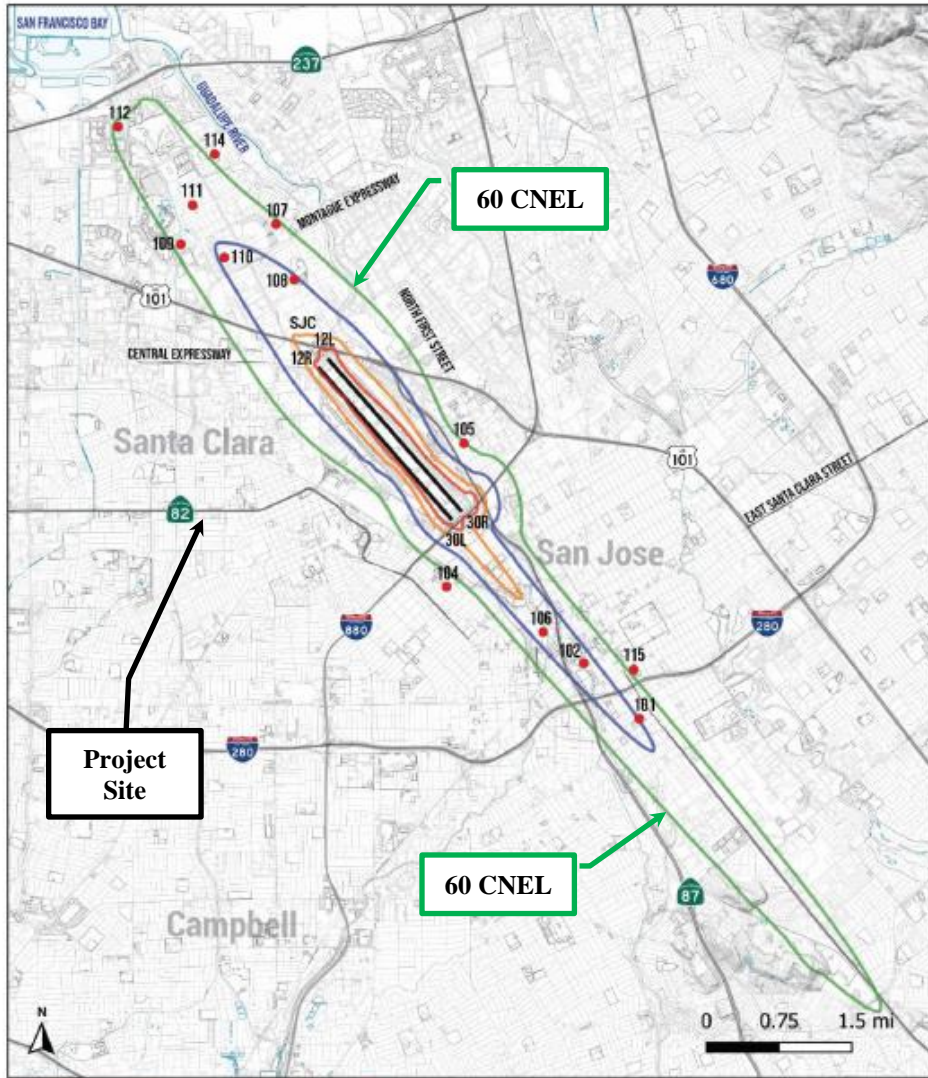 SAN FRANCISCO BAY
237
GUADALUPE RIVER
112
114
60 CNEL
111
107
MONTAGUE EXPRESSWAY
109
110
108
680
101
NORTH FIRST STREET
SJC
12L
12R
CENTRAL EXPRESSWAY
105
Santa Clara
101
EAST SANTA CLARA STREET
82
30R
30L
San Jose
104
880
106
280
102
115
101
Project
Site
280
60 CNEL
87
Campbell
N
0 0.75 1.5 mi